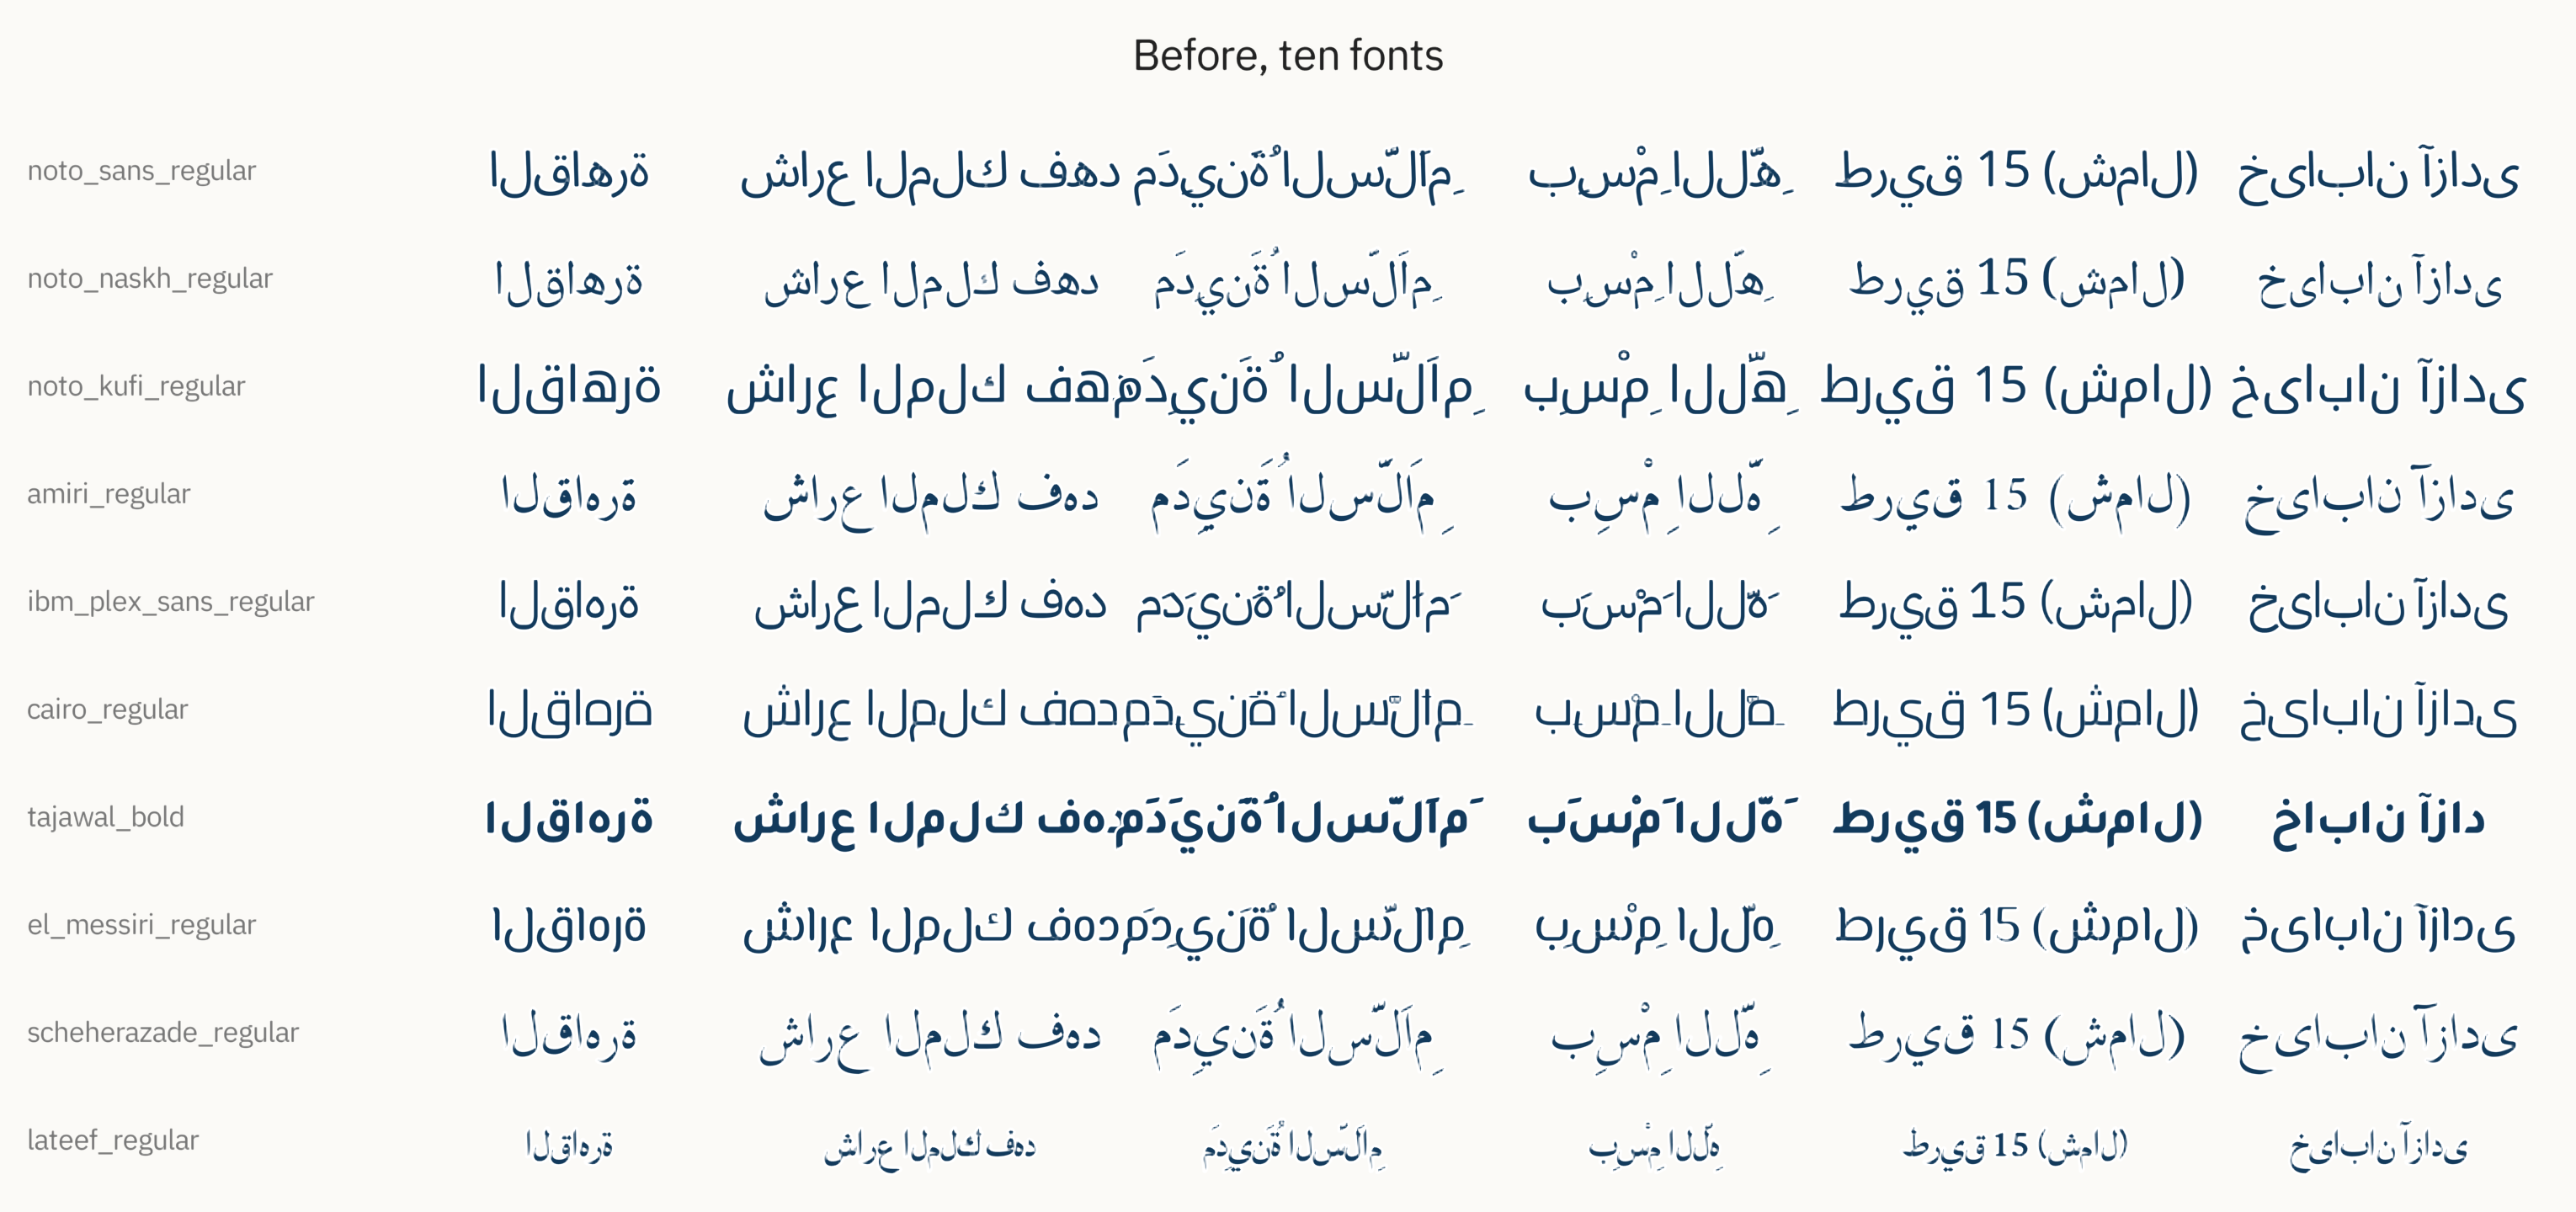 Before, ten fonts
noto_sans_regular القاهرة شارع الملك فهد مَدِينَةُ السَّلَامِ بِسْمِ اللَّهِ طريق 15 (شمال) خیابان آزادی
noto_naskh_regular القاهرة شارع الملك فهد مَدِينَةُ السَّلَامِ بِسْمِ اللَّهِ طريق 15 (شمال) خیابان آزادی
noto_kufi_regular القاهرة شارع الملك فهد مَدِينَةُ السَّلَامِ بِسْمِ اللَّهِ طريق 15 (شمال) خیابان آزادی
amiri_regular القاهرة شارع الملك فهد مَدِينَةُ السَّلَامِ بِسْمِ اللَّهِ طريق 15 (شمال) خیابان آزادی
ibm_plex_sans_regular القاهرة شارع الملك فهد مَدِينَةُ السَّلَامِ بِسْمِ اللَّهِ طريق 15 (شمال) خیابان آزادی
cairo_regular القاهرة شارع الملك فهد مَدِينَةُ السَّلَامِ بِسْمِ اللَّهِ طريق 15 (شمال) خیابان آزادی
tajawal_bold القاهرة شارع الملك فهد مَدِينَةُ السَّلَامِ بِسْمِ اللَّهِ طريق 15 (شمال) خابان آزاد
el_messiri_regular القاهرة شارع الملك فهد مَدِينَةُ السَّلَامِ بِسْمِ اللَّهِ طريق 15 (شمال) خیابان آزادی
scheherazade_regular القاهرة شارع الملك فهد مَدِينَةُ السَّلَامِ بِسْمِ اللَّهِ طريق 15 (شمال) خیابان آزادی
lateef_regular القاهرة شارع الملك فهد مَدِينَةُ السَّلَامِ بِسْمِ اللَّهِ طريق 15 (شمال) خیابان آزادی